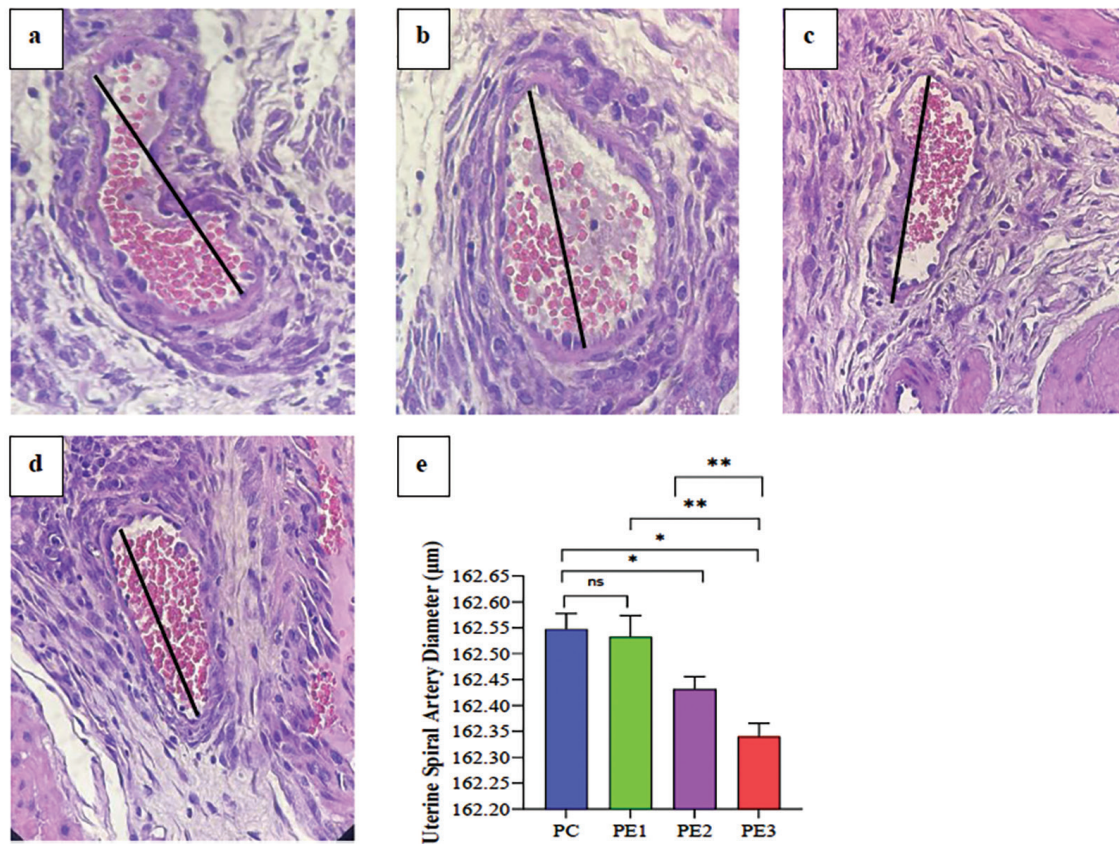 a
b
c
d
e
**
**
*
*
ns
Uterine Spiral Artery Diameter (µm)
162.65
162.60
162.55
162.50
162.45
162.40
162.35
162.30
162.25
162.20
PC PE1 PE2 PE3